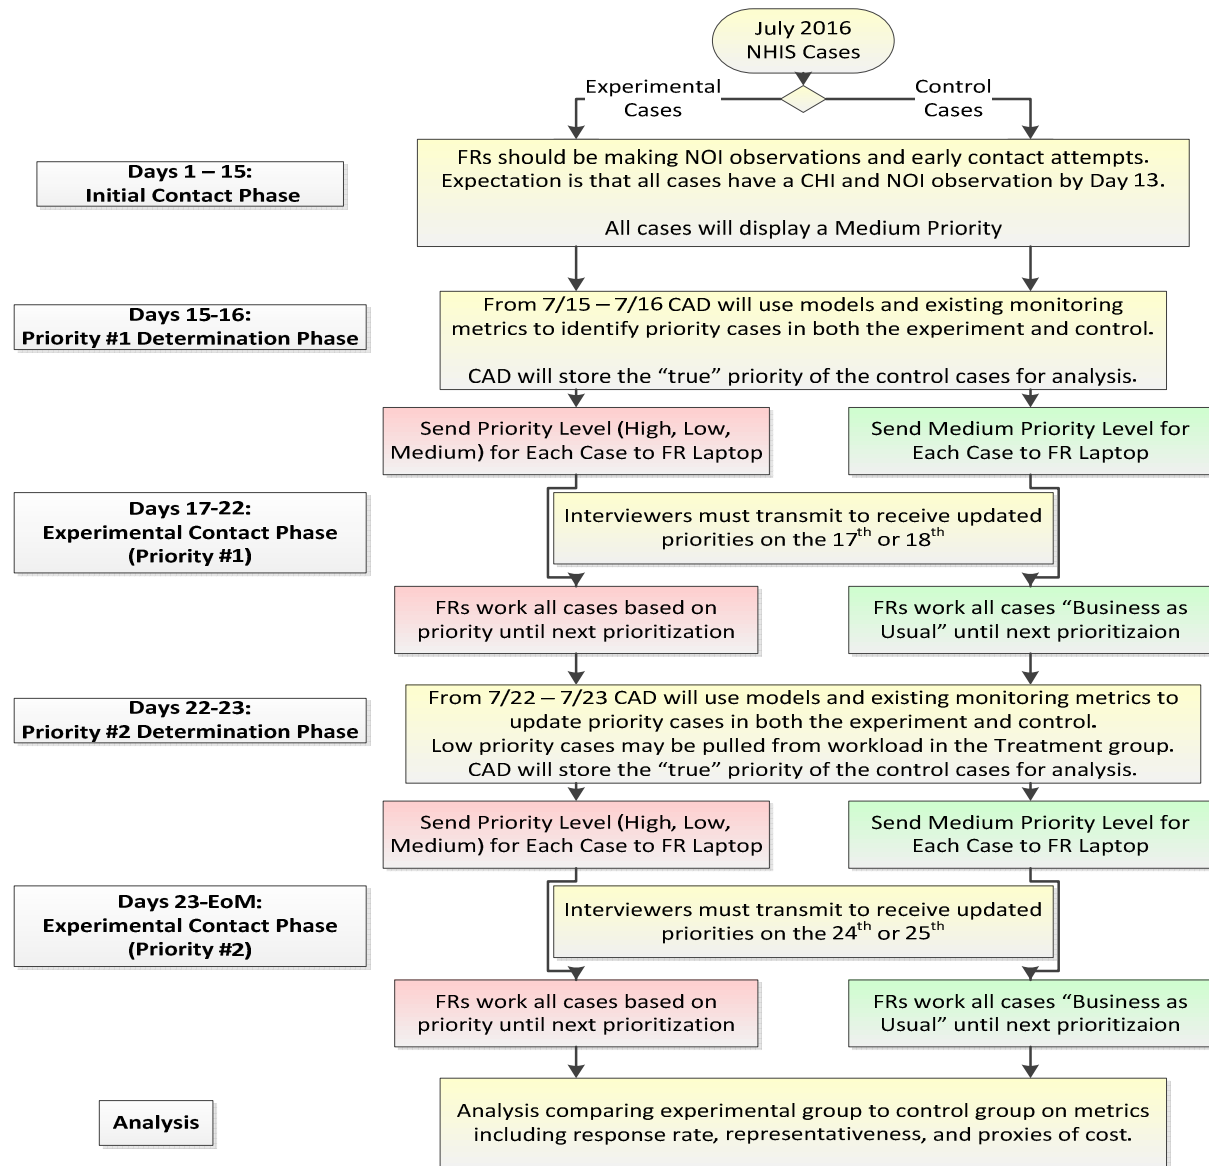 July 2016
NHIS Cases
Experimental
Cases
Control
Cases
Days 1 – 15:
Initial Contact Phase
FRs should be making NOI observations and early contact attempts.
Expectation is that all cases have a CHI and NOI observation by Day 13.
All cases will display a Medium Priority
Days 15-16:
Priority #1 Determination Phase
From 7/15 – 7/16 CAD will use models and existing monitoring
metrics to identify priority cases in both the experiment and control.
CAD will store the “true” priority of the control cases for analysis.
Send Priority Level (High, Low,
Medium) for Each Case to FR Laptop
Send Medium Priority Level for
Each Case to FR Laptop
Days 17-22:
Experimental Contact Phase
(Priority #1)
Interviewers must transmit to receive updated
priorities on the 17th or 18th
FRs work all cases based on
priority until next prioritization
FRs work all cases “Business as
Usual” until next prioritizaion
Days 22-23:
Priority #2 Determination Phase
From 7/22 – 7/23 CAD will use models and existing monitoring metrics to
update priority cases in both the experiment and control.
Low priority cases may be pulled from workload in the Treatment group.
CAD will store the “true” priority of the control cases for analysis.
Send Priority Level (High, Low,
Medium) for Each Case to FR Laptop
Send Medium Priority Level for
Each Case to FR Laptop
Days 23-EoM:
Experimental Contact Phase
(Priority #2)
Interviewers must transmit to receive updated
priorities on the 24th or 25th
FRs work all cases based on
priority until next prioritization
FRs work all cases “Business as
Usual” until next prioritizaion
Analysis
Analysis comparing experimental group to control group on metrics
including response rate, representativeness, and proxies of cost.